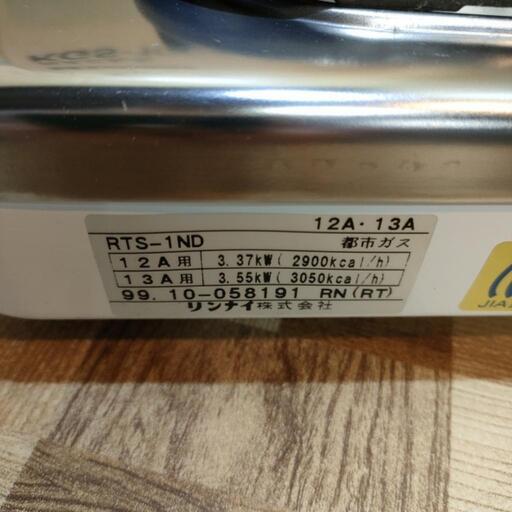 12A・13A
RTS-1ND 都市ガス
12A用 3.37kW( 2900kcal/h)
13A用 3.55kW( 3050kcal/h)
99.10-058191 RN(RT)
リンナイ株式会社